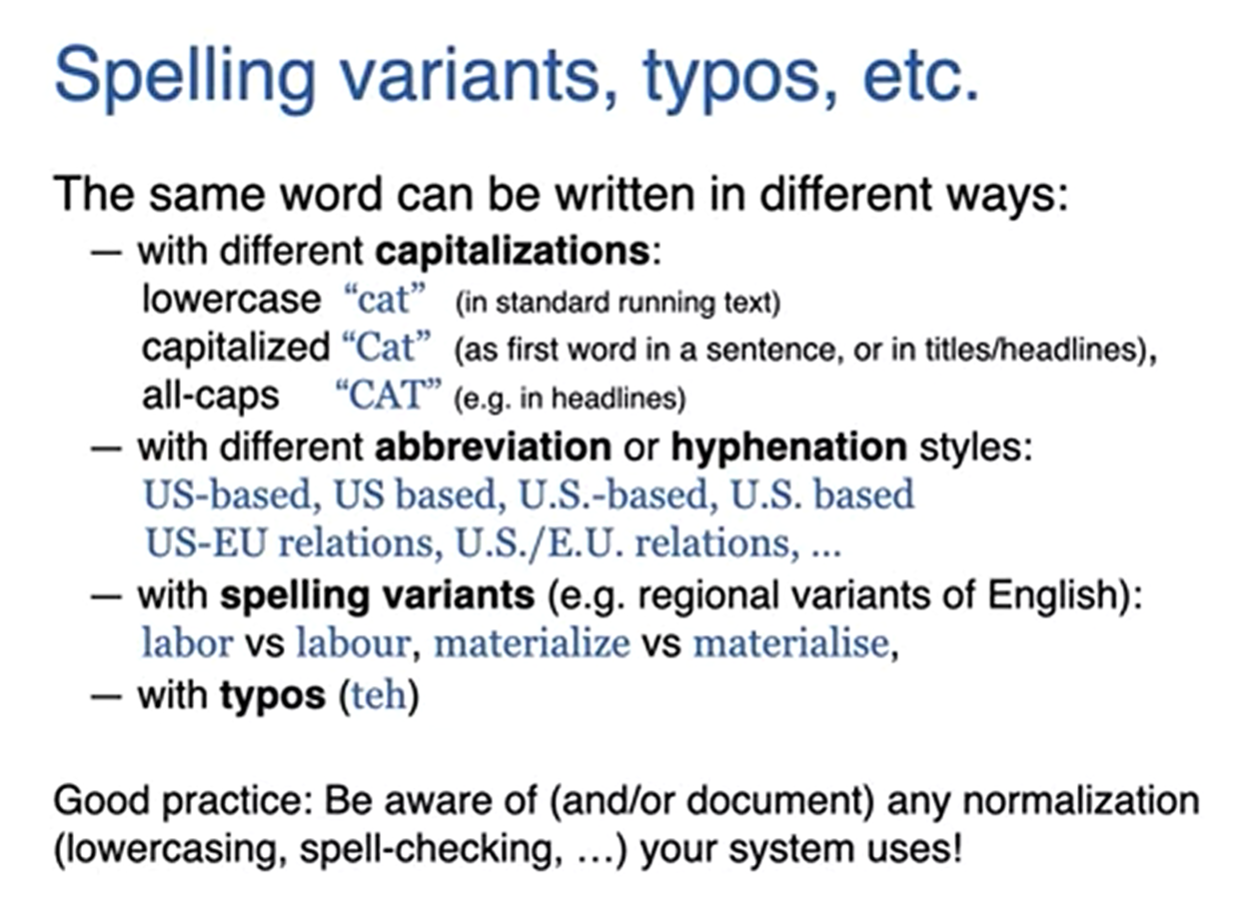 Spelling variants, typos, etc.
The same word can be written in different ways:
— with different capitalizations:
lowercase “cat” (in standard running text)
capitalized “Cat” (as first word in a sentence, or in titles/headlines),
all-caps “CAT” (e.g. in headlines)
— with different abbreviation or hyphenation styles:
US-based, US based, U.S.-based, U.S. based
US-EU relations, U.S./E.U. relations, ...
— with spelling variants (e.g. regional variants of English):
labor vs labour, materialize vs materialise,
— with typos (teh)
Good practice: Be aware of (and/or document) any normalization
(lowercasing, spell-checking, …) your system uses!